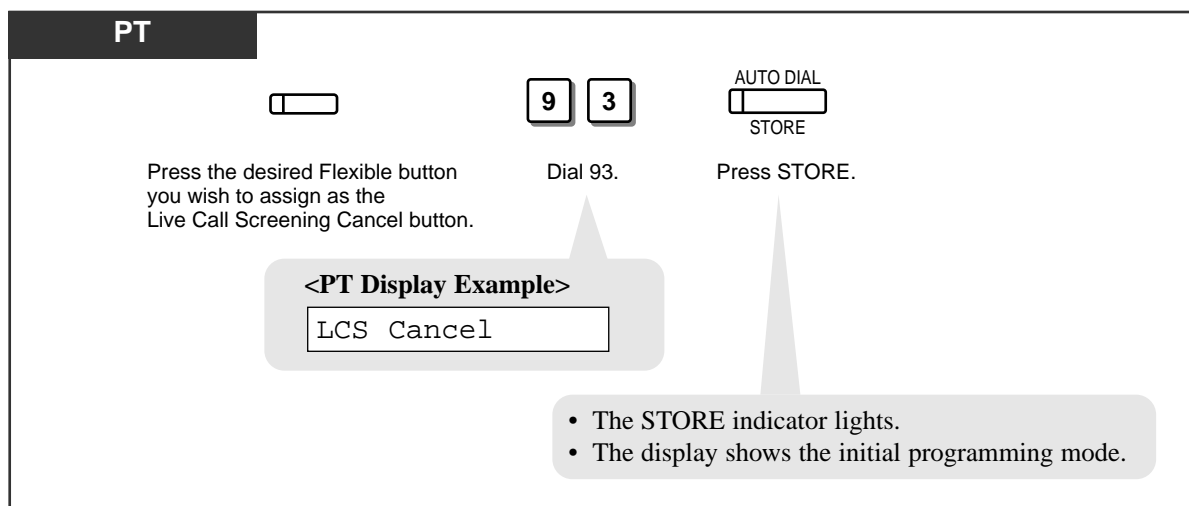 PT
9 3
AUTO DIAL
STORE
Press the desired Flexible button
you wish to assign as the
Live Call Screening Cancel button.
Dial 93.
Press STORE.
<PT Display Example>
LCS Cancel
• The STORE indicator lights.
• The display shows the initial programming mode.